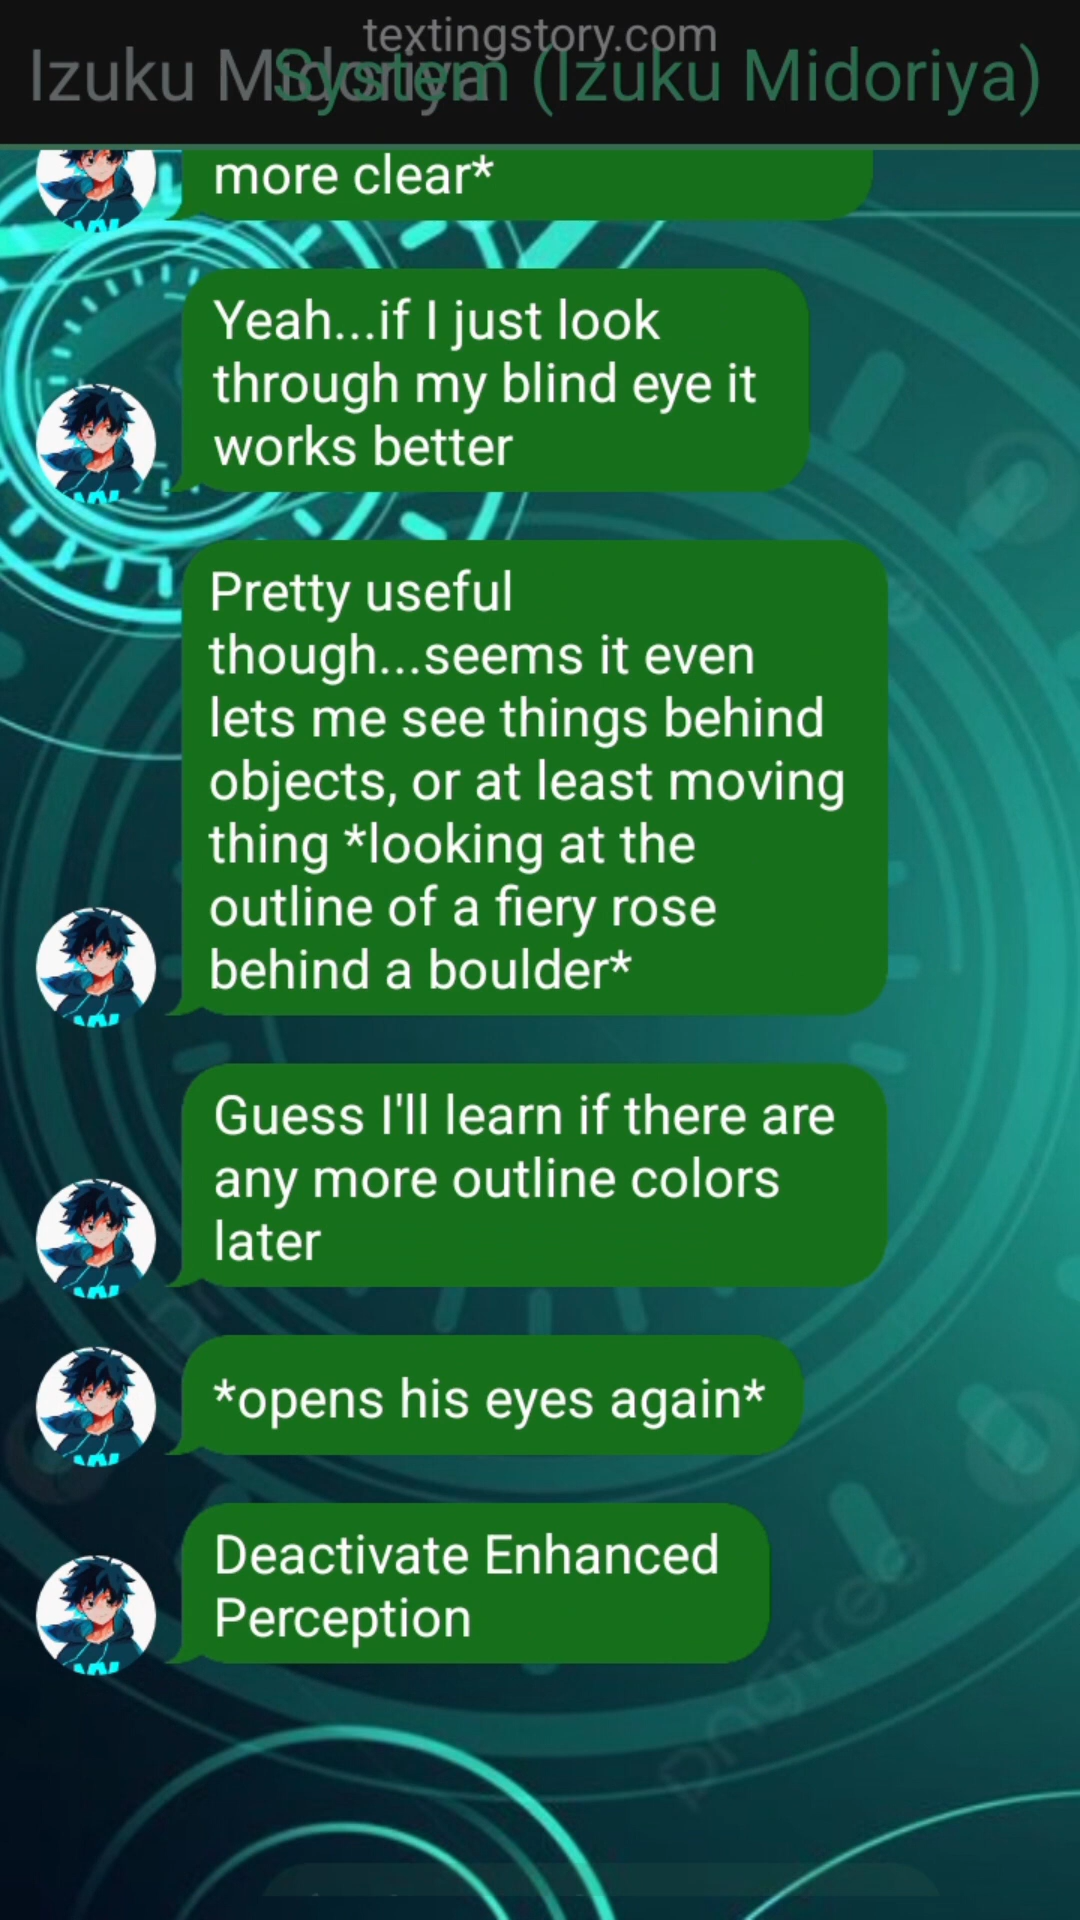 textingstory.com
Izuku Midoriya
System (Izuku Midoriya)
more clear*
Yeah...if I just look
through my blind eye it
works better
Pretty useful
though...seems it even
lets me see things behind
objects, or at least moving
thing *looking at the
outline of a fiery rose
behind a boulder*
Guess I'll learn if there are
any more outline colors
later
*opens his eyes again*
Deactivate Enhanced
Perception
pngtree